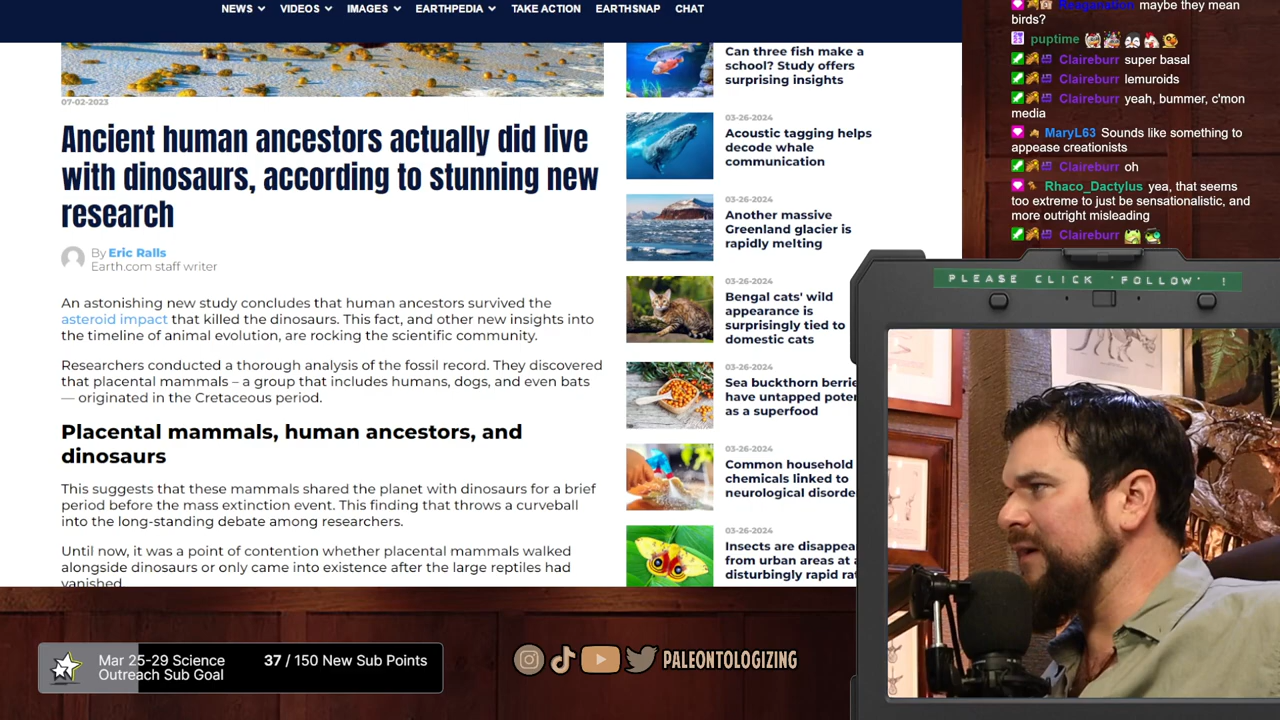 NEWS VIDEOS IMAGES EARTHPEDIA TAKE ACTION EARTHSNAP CHAT
07-02-2023
Ancient human ancestors actually did live
with dinosaurs, according to stunning new
research
By Eric Ralls
Earth.com staff writer
An astonishing new study concludes that human ancestors survived the
asteroid impact that killed the dinosaurs. This fact, and other new insights into
the timeline of animal evolution, are rocking the scientific community.
Researchers conducted a thorough analysis of the fossil record. They discovered
that placental mammals – a group that includes humans, dogs, and even bats
— originated in the Cretaceous period.
Placental mammals, human ancestors, and
dinosaurs
This suggests that these mammals shared the planet with dinosaurs for a brief
period before the mass extinction event. This finding that throws a curveball
into the long-standing debate among researchers.
Until now, it was a point of contention whether placental mammals walked
alongside dinosaurs or only came into existence after the large reptiles had
vanished
Can three fish make a
school? Study offers
surprising insights
03-26-2024
Acoustic tagging helps
decode whale
communication
03-26-2024
Another massive
Greenland glacier is
rapidly melting
03-26-2024
Bengal cats' wild
appearance is
surprisingly tied to
domestic cats
03-26-2024
Sea buckthorn berrie
have untapped poter
as a superfood
03-26-2024
Common household
chemicals linked to
neurological disorde
03-26-2024
Insects are disappea
from urban areas at a
disturbingly rapid rat
maybe they mean
birds?
puptime
Claireburr super basal
Claireburr lemuroids
Claireburr yeah, bummer, c'mon
media
MaryL63 Sounds like something to
appease creationists
Claireburr oh
Rhaco_Dactylus yea, that seems
too extreme to just be sensationalistic, and
more outright misleading
Claireburr
PLEASE CLICK 'FOLLOW' !
Mar 25-29 Science
Outreach Sub Goal
37 / 150 New Sub Points
PALEONTOLOGIZING